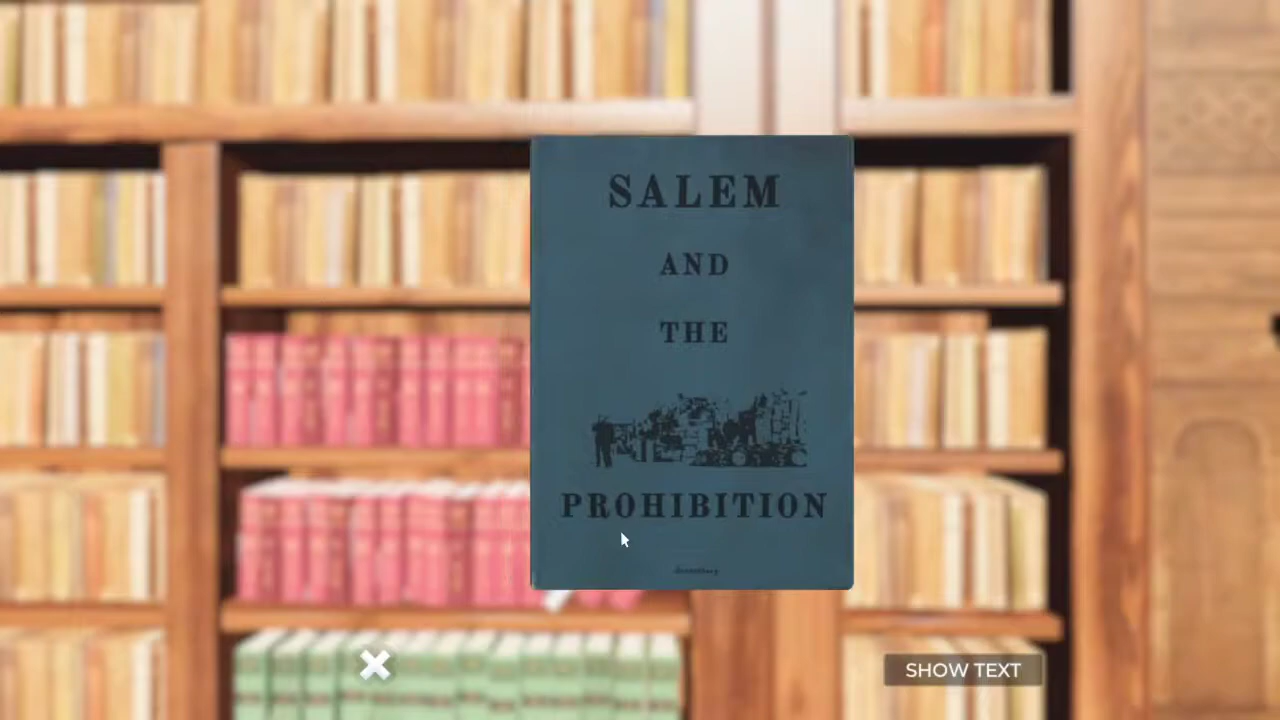 SALEM
AND
THE
PROHIBITION
SHOW TEXT